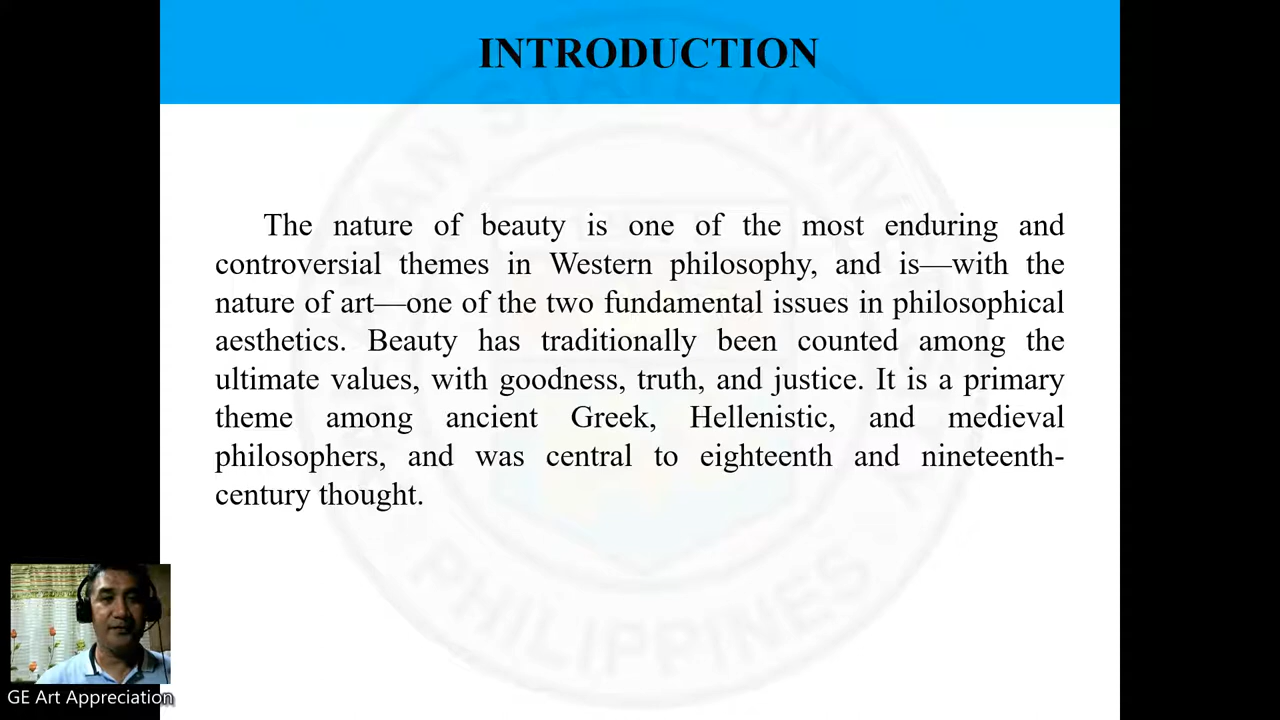 INTRODUCTION
The nature of beauty is one of the most enduring and
controversial themes in Western philosophy, and is—with the
nature of art—one of the two fundamental issues in philosophical
aesthetics. Beauty has traditionally been counted among the
ultimate values, with goodness, truth, and justice. It is a primary
theme among ancient Greek, Hellenistic, and medieval
philosophers, and was central to eighteenth and nineteenth-
century thought.
PHILIPPINES
GE Art Appreciation